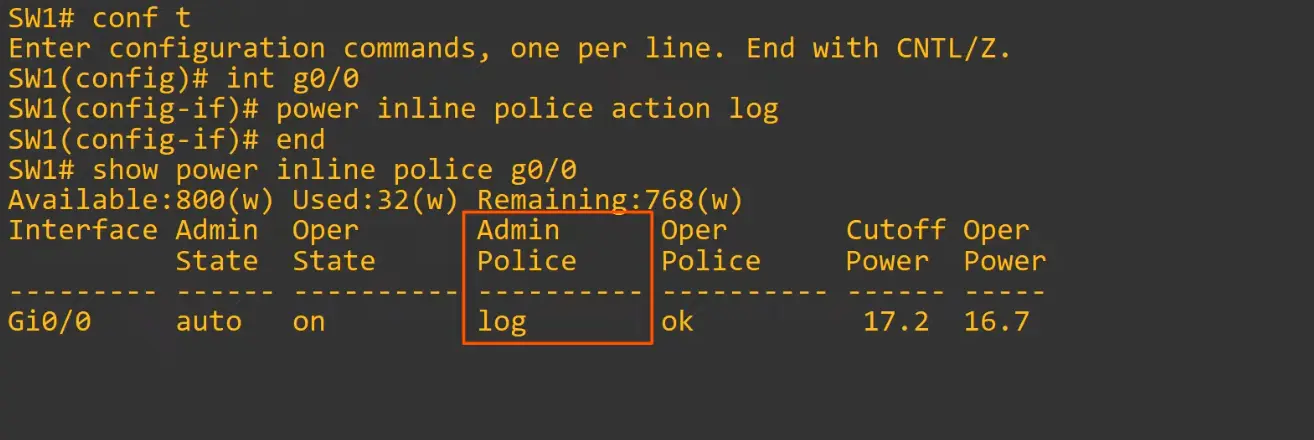 SW1# conf t
Enter configuration commands, one per line. End with CNTL/Z.
SW1(config)# int g0/0
SW1(config-if)# power inline police action log
SW1(config-if)# end
SW1# show power inline police g0/0
Available:800(w) Used:32(w) Remaining:768(w)
Interface Admin  Oper       Admin      Oper       Cutoff Oper
          State  State      Police     Police     Power  Power
--------- ------ ---------- ---------- ---------- ------ -----
Gi0/0     auto   on         log        ok          17.2  16.7